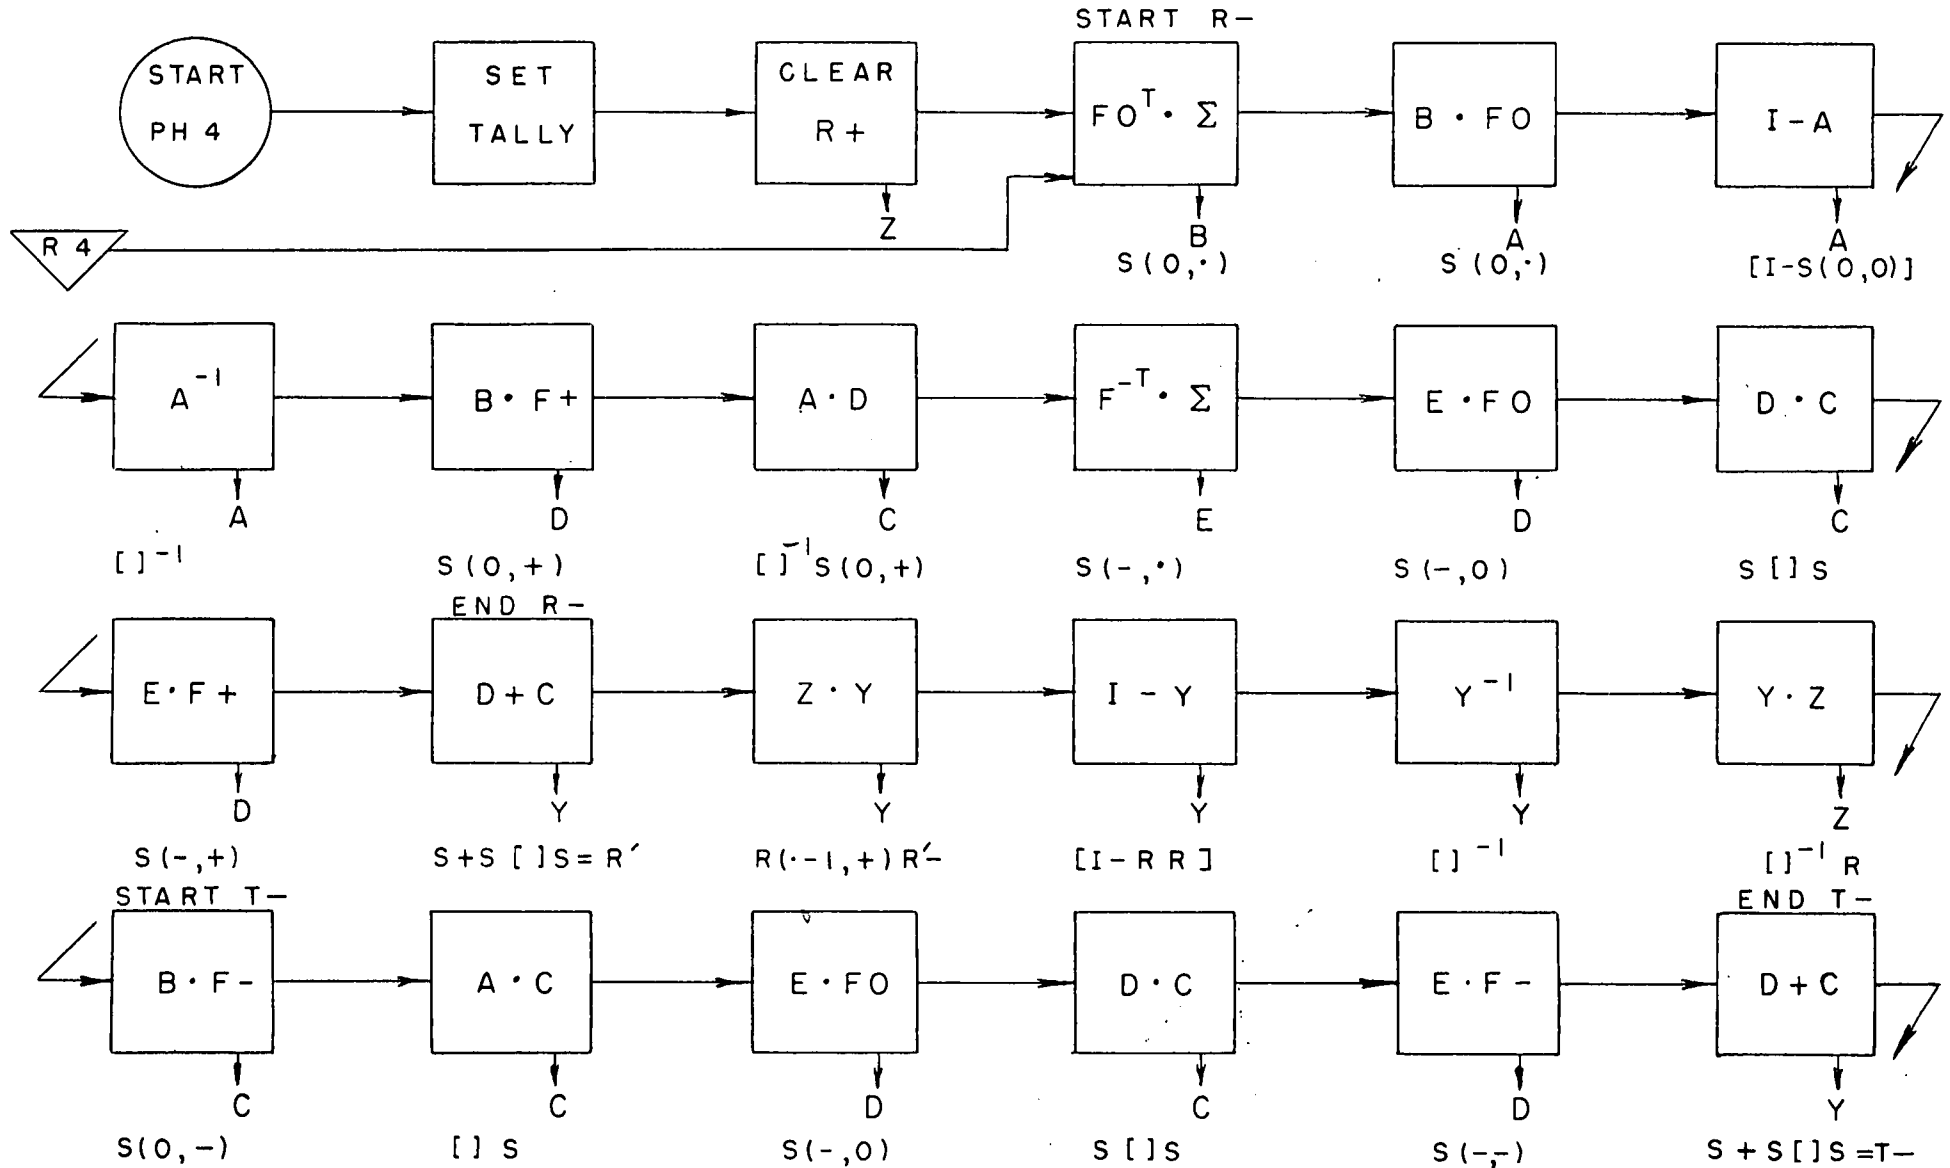 START R-
START
PH 4
SET
TALLY
CLEAR
R+
FO^T · Σ
B · FO
I-A
R 4
Z
B
A
A
S(0,·)
S(0,·)
[I-S(0,0)]
A^-1
B · F+
A · D
F^-T · Σ
E · FO
D · C
A
D
C
E
D
C
[]^-1
S(0,+)
[]^-1 S(0,+)
S(-,·)
S(-,0)
S[]S
END R-
E · F+
D+C
Z · Y
I - Y
Y^-1
Y · Z
D
Y
Y
Y
Y
Z
S(-,+)
S+S[]S=R′
R(·-1,+)R′-
[I-RR]
[]^-1
[]^-1 R
START T-
END T-
B · F-
A · C
E · FO
D · C
E · F-
D+C
C
C
D
C
D
Y
S(0,-)
[]S
S(-,0)
S[]S
S(-,-)
S+S[]S=T-